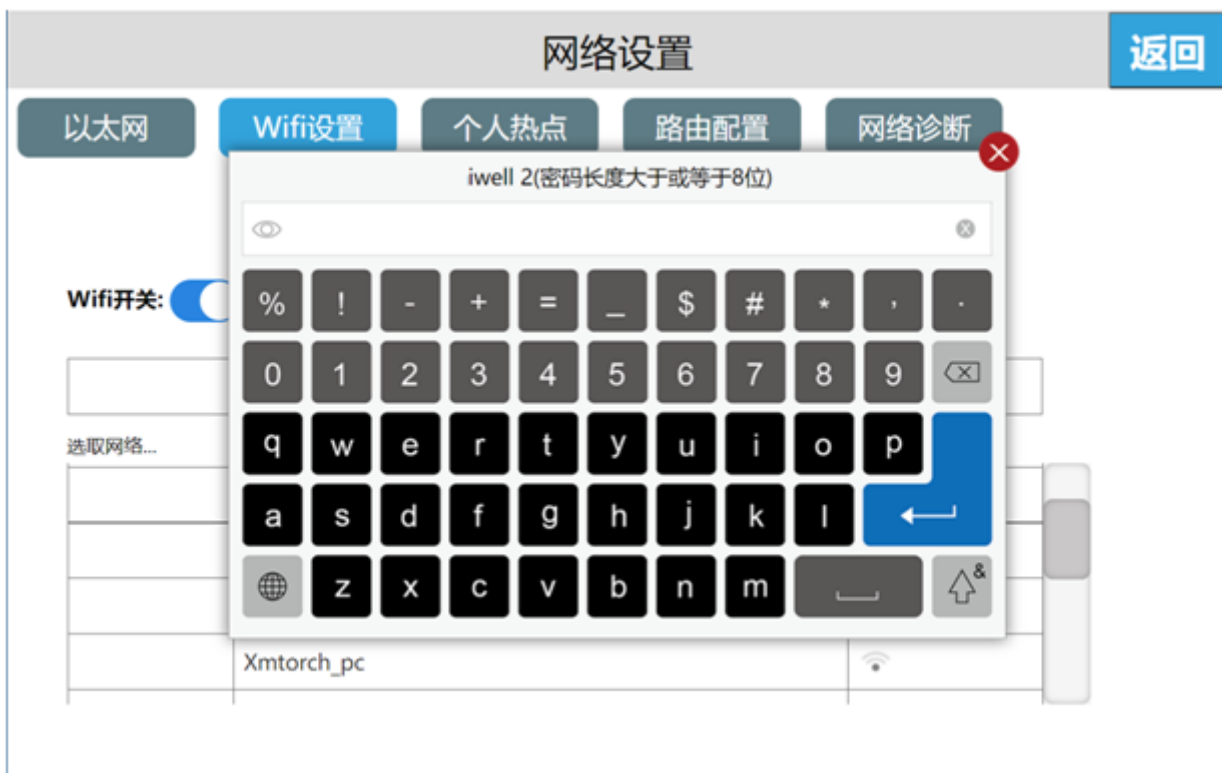 网络设置 返回
以太网 Wifi设置 个人热点 路由配置 网络诊断
iwell 2(密码长度大于或等于8位)
Wifi开关:
% ! - + = _ $ # * , .
0 1 2 3 4 5 6 7 8 9
选取网络...
q w e r t y u i o p
a s d f g h j k l
z x c v b n m &
Xmtorch_pc